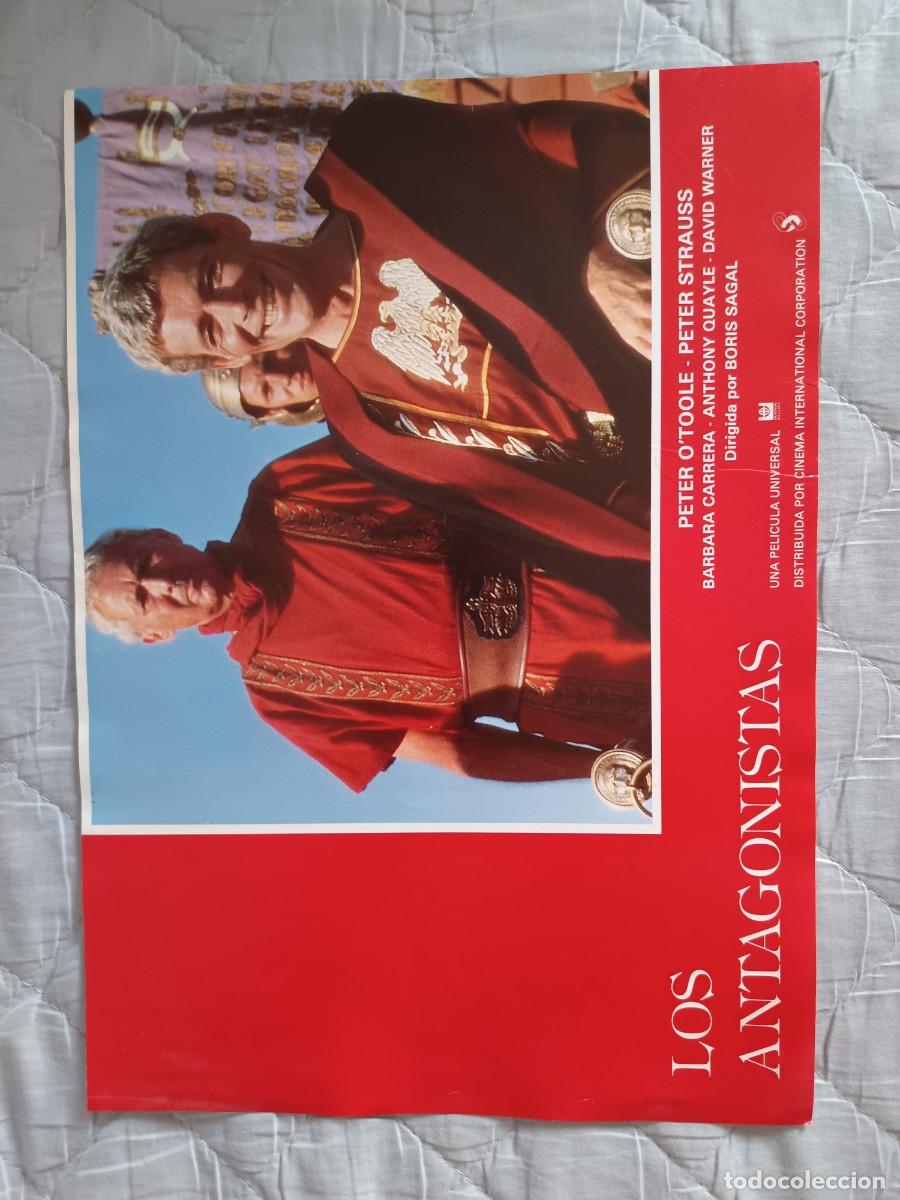 LOS
ANTAGONISTAS
PETER O'TOOLE - PETER STRAUSS
BARBARA CARRERA - ANTHONY QUAYLE - DAVID WARNER
Dirigida por BORIS SAGAL
UNA PELICULA UNIVERSAL
DISTRIBUIDA POR CINEMA INTERNATIONAL CORPORATION
todocoleccion